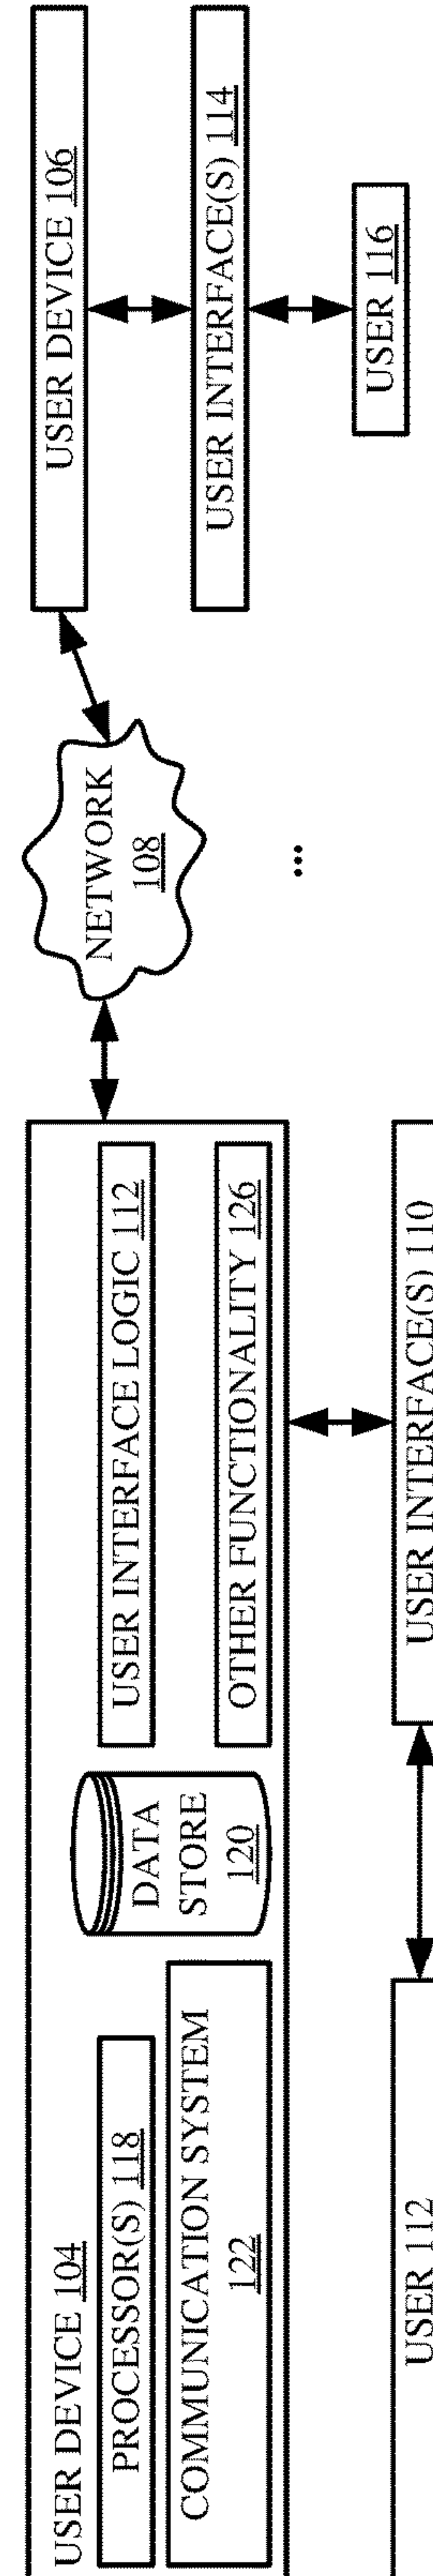 USER DEVICE 104
PROCESSOR(S) 118
COMMUNICATION SYSTEM
122
DATA
STORE
120
USER INTERFACE LOGIC 112
OTHER FUNCTIONALITY 126
NETWORK
108
USER DEVICE 106
USER INTERFACE(S) 114
USER 116
...
USER 112
USER INTERFACE(S) 110